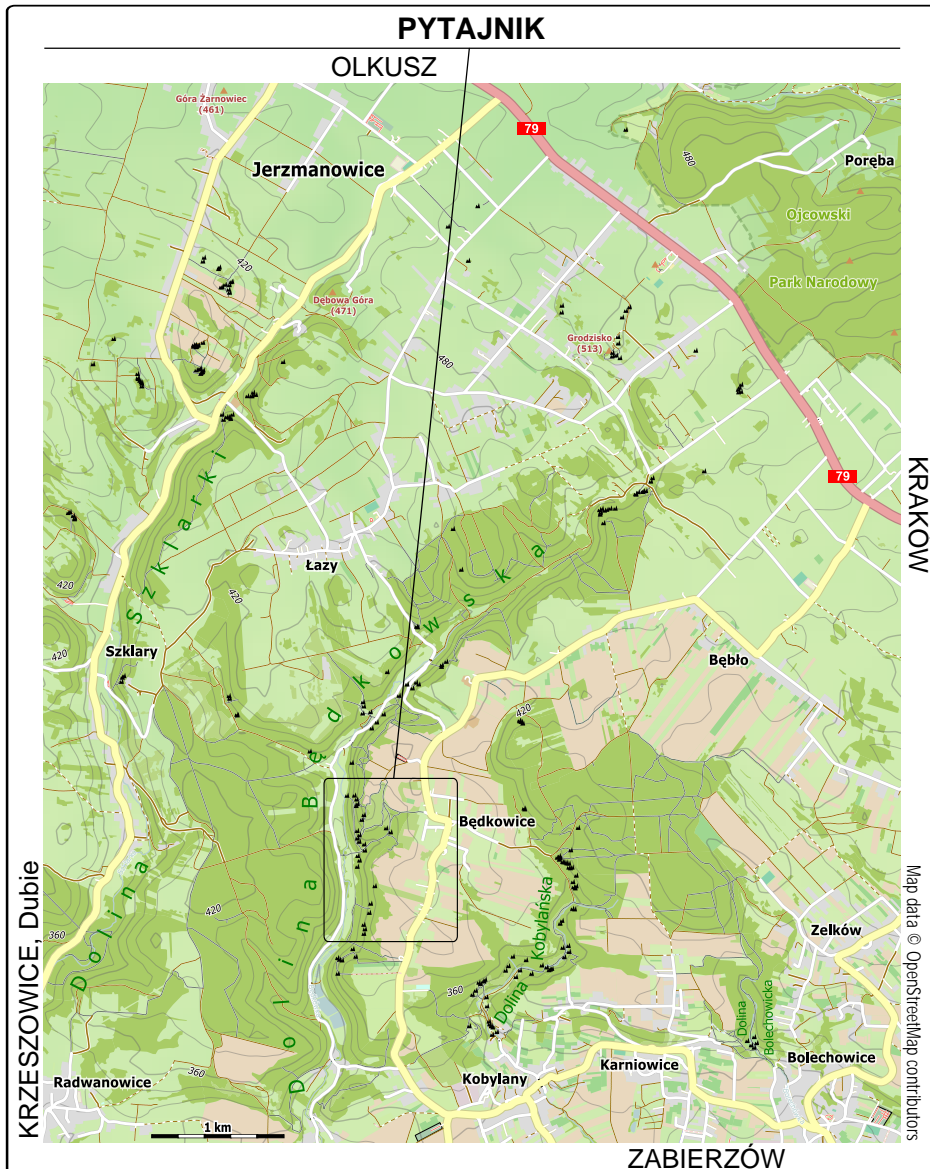 PYTAJNIK
OLKUSZ
Góra Żarnowiec
(461)
79
Jerzmanowice
480
Poręba
Ojcowski
Park Narodowy
420
Dębowa Góra
(471)
Grodzisko
(513)
480
79
KRAKÓW
Dolina Szklarki
Łazy
420
420
420
Szklary
Bębło
Dolina Będkowska
420
Będkowice
KRZESZOWICE, Dubie
420
360
Dolina Kobylańska
360
Zelków
Dolina
Bolechowicka
Bolechowice
Karniowice
Kobylany
360
Radwanowice
1 km
ZABIERZÓW
Map data © OpenStreetMap contributors